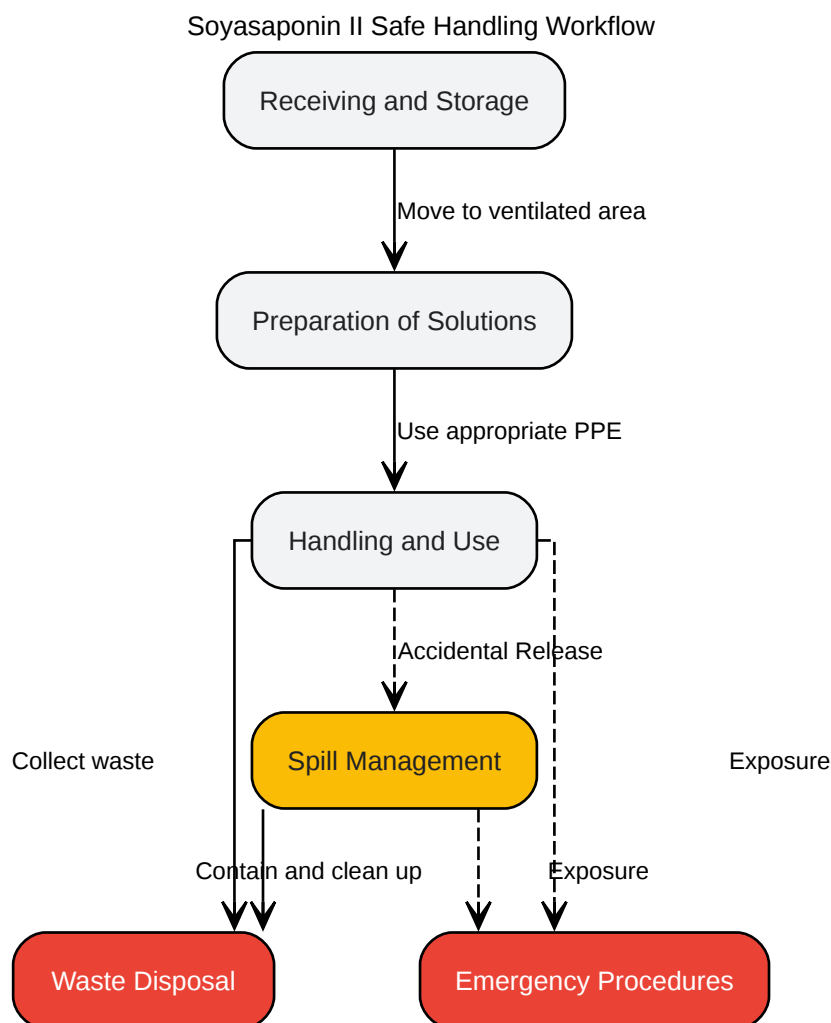 Soyasaponin II Safe Handling Workflow
Receiving and Storage
Move to ventilated area
Preparation of Solutions
Use appropriate PPE
Handling and Use
Accidental Release
Spill Management
Collect waste
Exposure
Contain and clean up
Exposure
Waste Disposal
Emergency Procedures